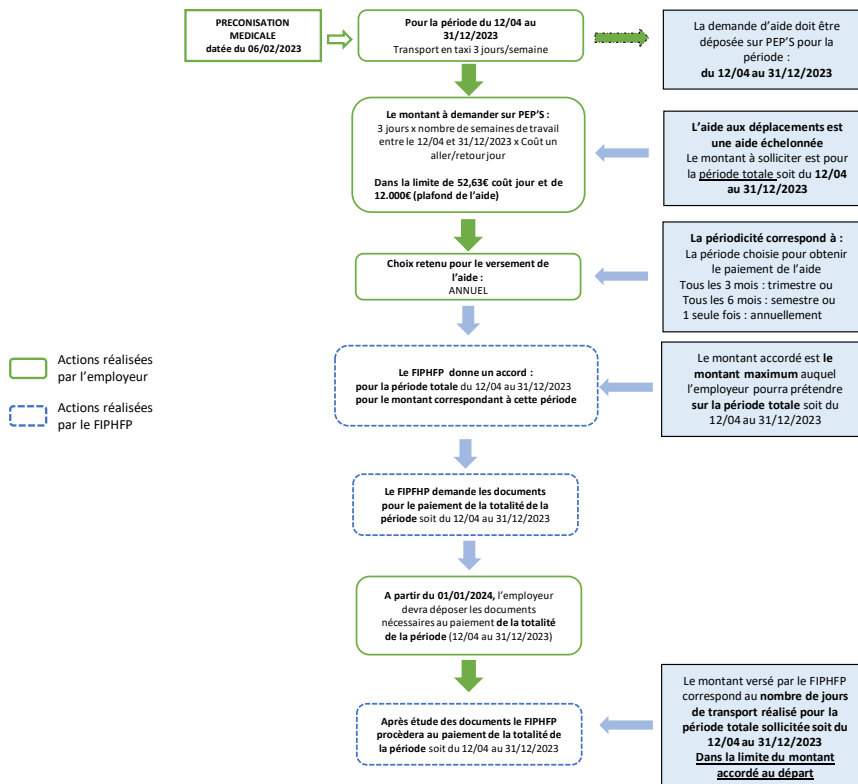 PRECONISATION
MEDICALE
datée du 06/02/2023
Pour la période du 12/04 au
31/12/2023
Transport en taxi 3 jours/semaine
La demande d'aide doit être
déposée sur PEP'S pour la
période :
du 12/04 au 31/12/2023
Le montant à demander sur PEP'S :
3 jours x nombre de semaines de travail
entre le 12/04 et 31/12/2023 x Coût un
aller/retour jour
Dans la limite de 52,63€ coût jour et de
12.000€ (plafond de l'aide)
L'aide aux déplacements est
une aide échelonnée
Le montant à solliciter est pour
la période totale soit du 12/04
au 31/12/2023
Choix retenu pour le versement de
l'aide :
ANNUEL
La périodicité correspond à :
La période choisie pour obtenir
le paiement de l'aide
Tous les 3 mois : trimestre ou
Tous les 6 mois : semestre ou
1 seule fois : annuellement
Actions réalisées
par l'employeur
Actions réalisées
par le FIPHFP
Le FIPHFP donne un accord :
pour la période totale du 12/04 au 31/12/2023
pour le montant correspondant à cette période
Le montant accordé est le
montant maximum auquel
l'employeur pourra prétendre
sur la période totale soit du
12/04 au 31/12/2023
Le FIPFHP demande les documents
pour le paiement de la totalité de la
période soit du 12/04 au 31/12/2023
A partir du 01/01/2024, l'employeur
devra déposer les documents
nécessaires au paiement de la totalité
de la période (12/04 au 31/12/2023)
Après étude des documents le FIPHFP
procèdera au paiement de la totalité de
la période soit du 12/04 au 31/12/2023
Le montant versé par le FIPHFP
correspond au nombre de jours
de transport réalisé pour la
période totale sollicitée soit du
12/04 au 31/12/2023
Dans la limite du montant
accordé au départ